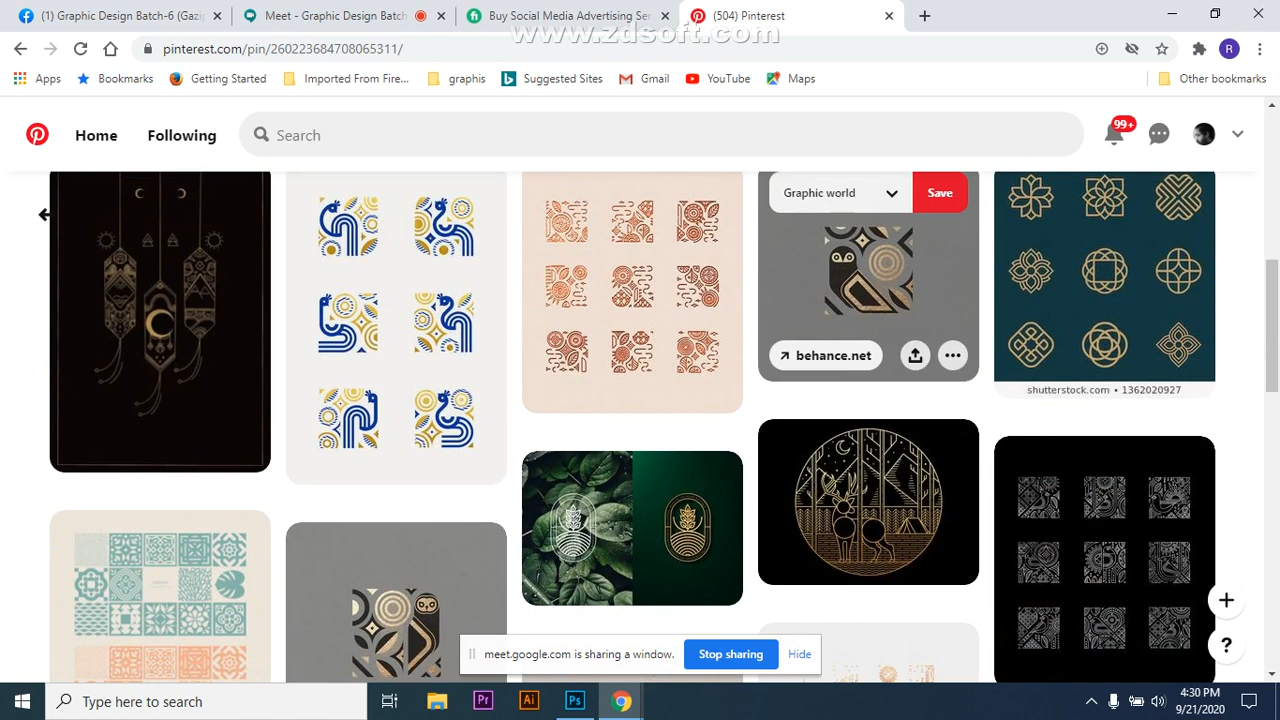 (1) Graphic Design Batch-6 (Gazi
Meet - Graphic Design Batch
Buy Social Media Advertising Ser
(504) Pinterest
www.zdsoft.com
pinterest.com/pin/260223684708065311/
R
Apps
Bookmarks
Getting Started
Imported From Fire...
graphis
Suggested Sites
Gmail
YouTube
Maps
Other bookmarks
Home
Following
Search
99+
Graphic world
Save
behance.net
shutterstock.com • 1362020927
meet.google.com is sharing a window.
Stop sharing
Hide
Type here to search
Pr
Ai
Ps
4:30 PM
9/21/2020